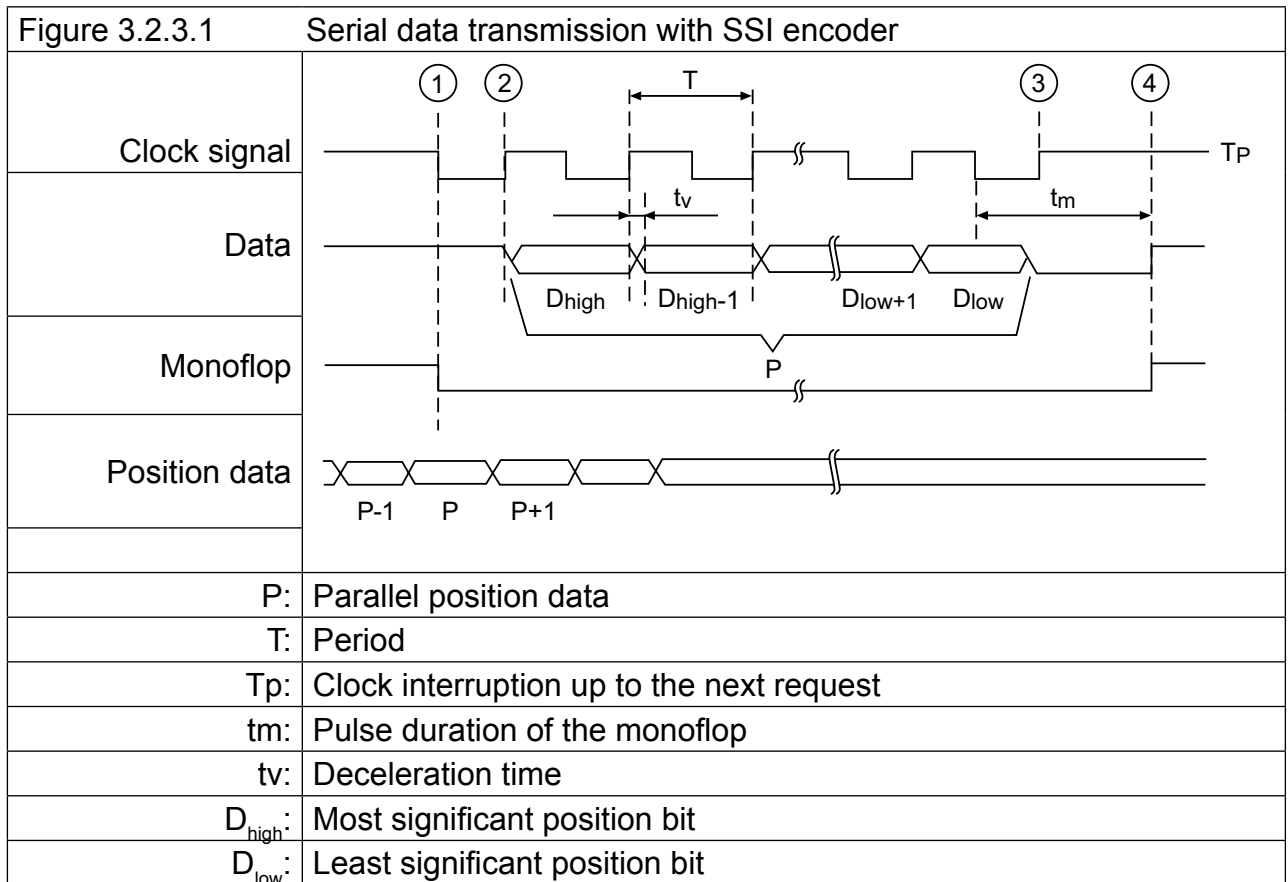 Figure 3.2.3.1 Serial data transmission with SSI encoder
1 2 T 3 4
Clock signal TP
tv tm
Data
Dhigh Dhigh-1 Dlow+1 Dlow
Monoflop P
Position data
P-1 P P+1
P: Parallel position data
T: Period
Tp: Clock interruption up to the next request
tm: Pulse duration of the monoflop
tv: Deceleration time
Dhigh: Most significant position bit
Dlow: Least significant position bit